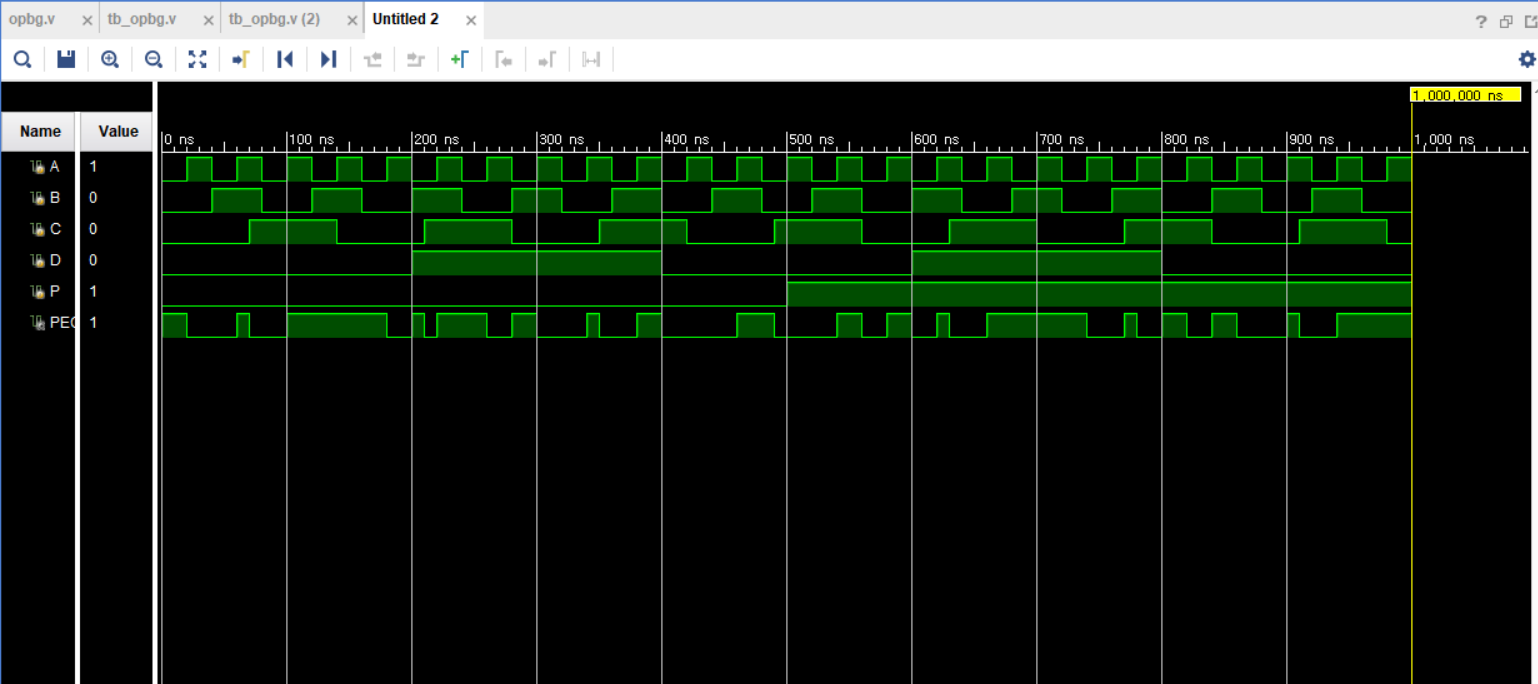 opbg.v × tb_opbg.v × tb_opbg.v (2) × Untitled 2 × ?
1,000,000 ns
Name Value 0 ns 100 ns 200 ns 300 ns 400 ns 500 ns 600 ns 700 ns 800 ns 900 ns 1,000 ns
A 1
B 0
C 0
D 0
P 1
PEC 1